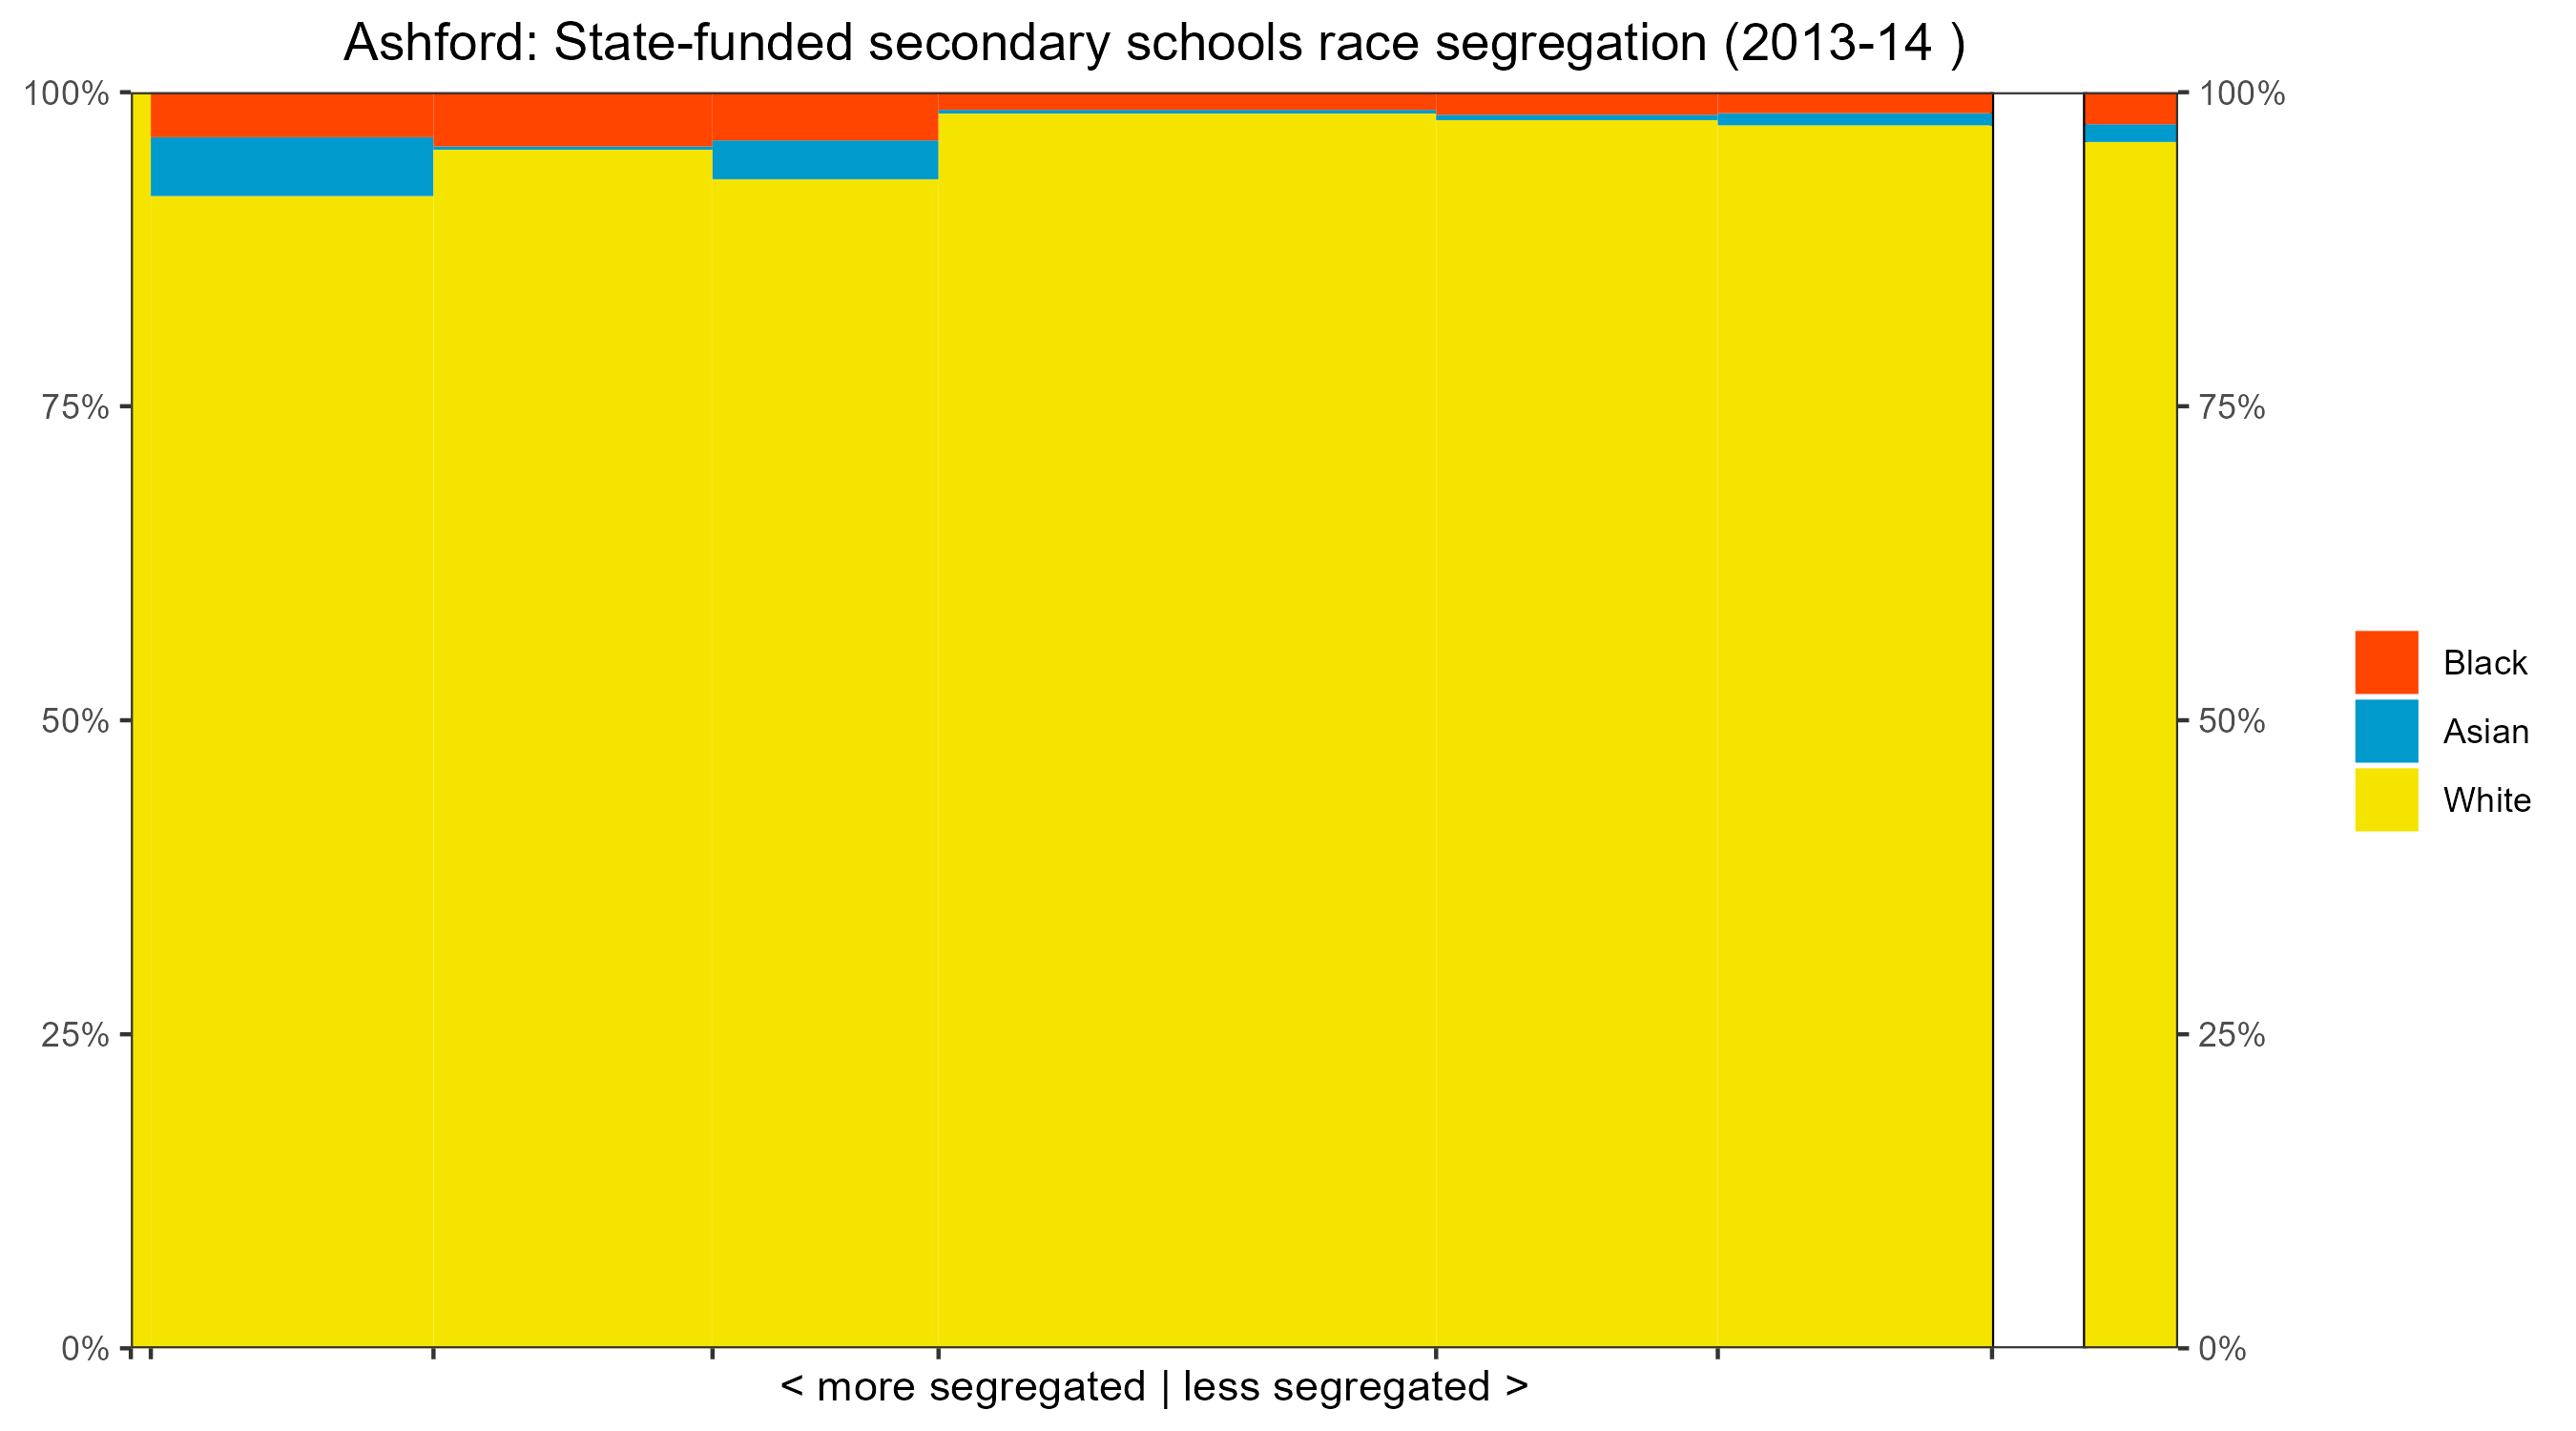 Ashford: State-funded secondary schools race segregation (2013-14 )
100%
75%
50%
25%
0%
100%
75%
50%
25%
0%
Black
Asian
White
< more segregated | less segregated >